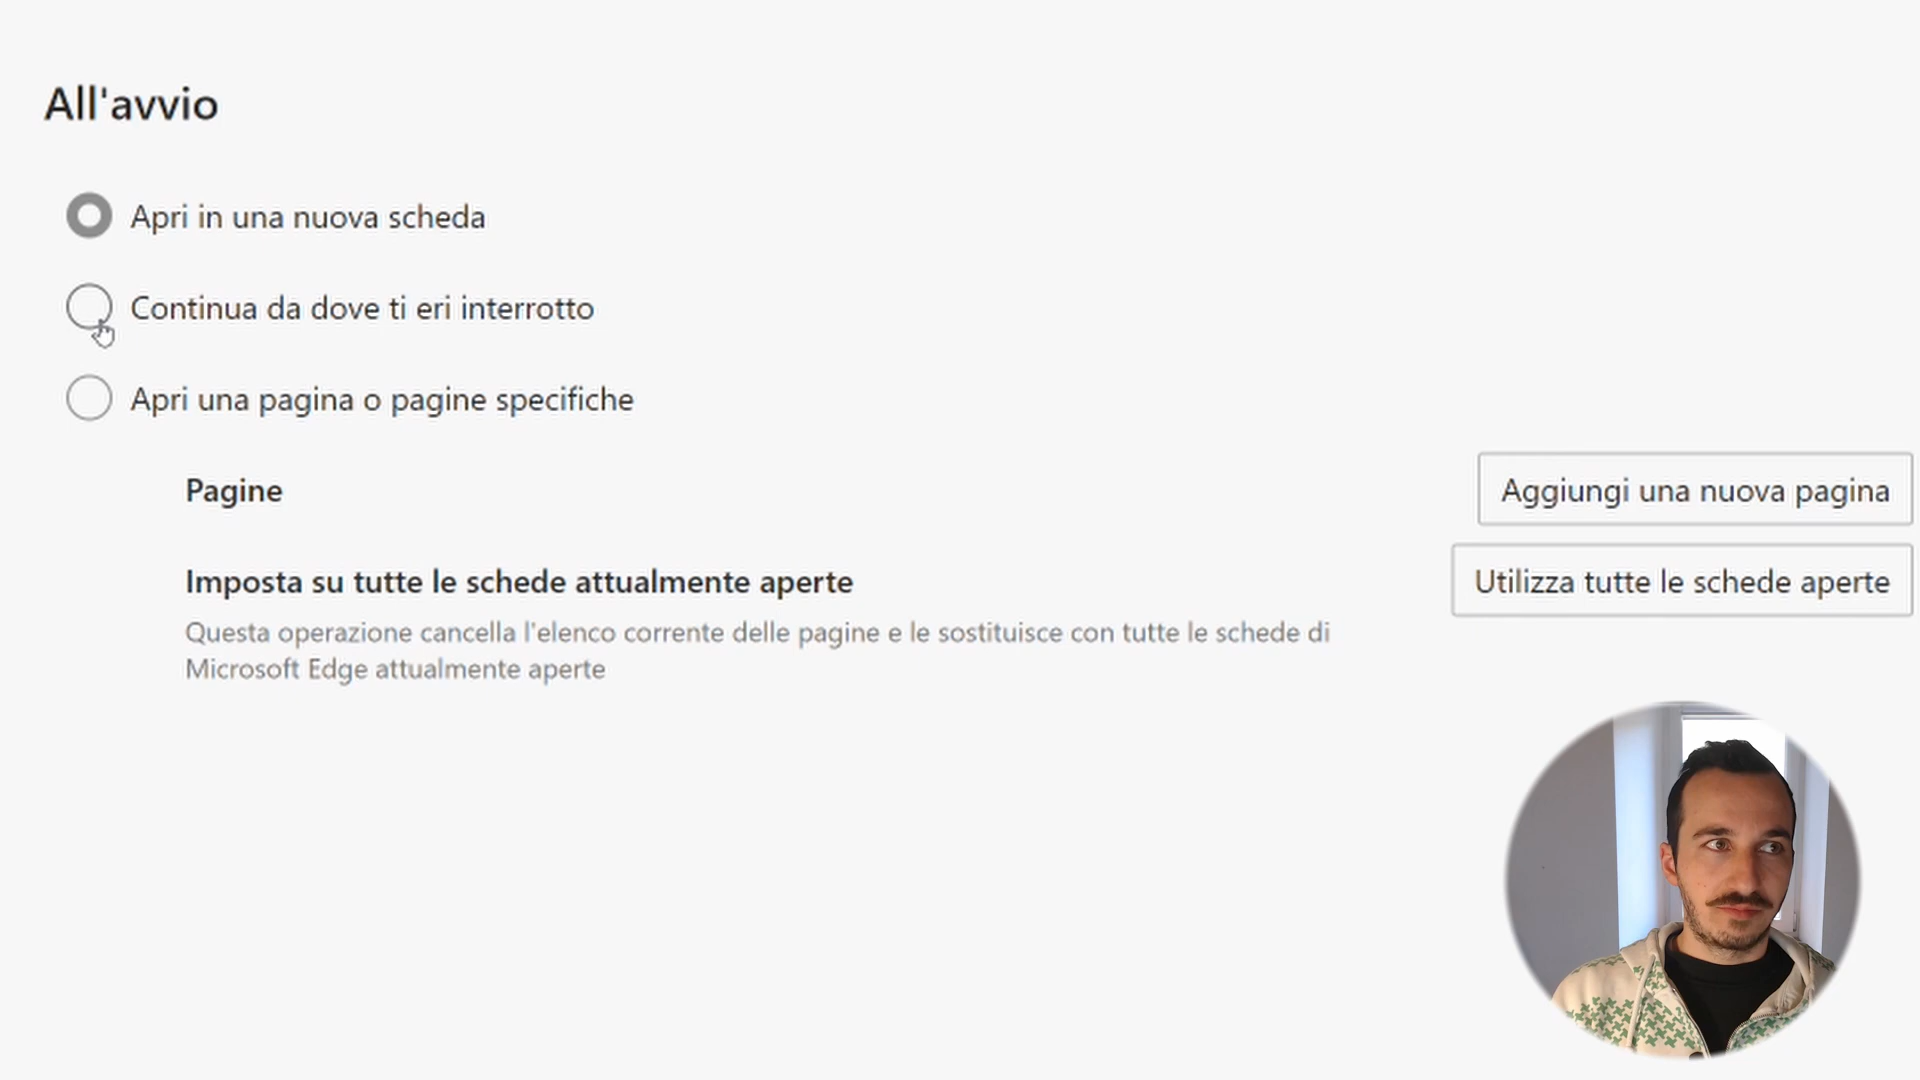 All'avvio
Apri in una nuova scheda
Continua da dove ti eri interrotto
Apri una pagina o pagine specifiche
Pagine
Aggiungi una nuova pagina
Imposta su tutte le schede attualmente aperte
Utilizza tutte le schede aperte
Questa operazione cancella l'elenco corrente delle pagine e le sostituisce con tutte le schede di
Microsoft Edge attualmente aperte